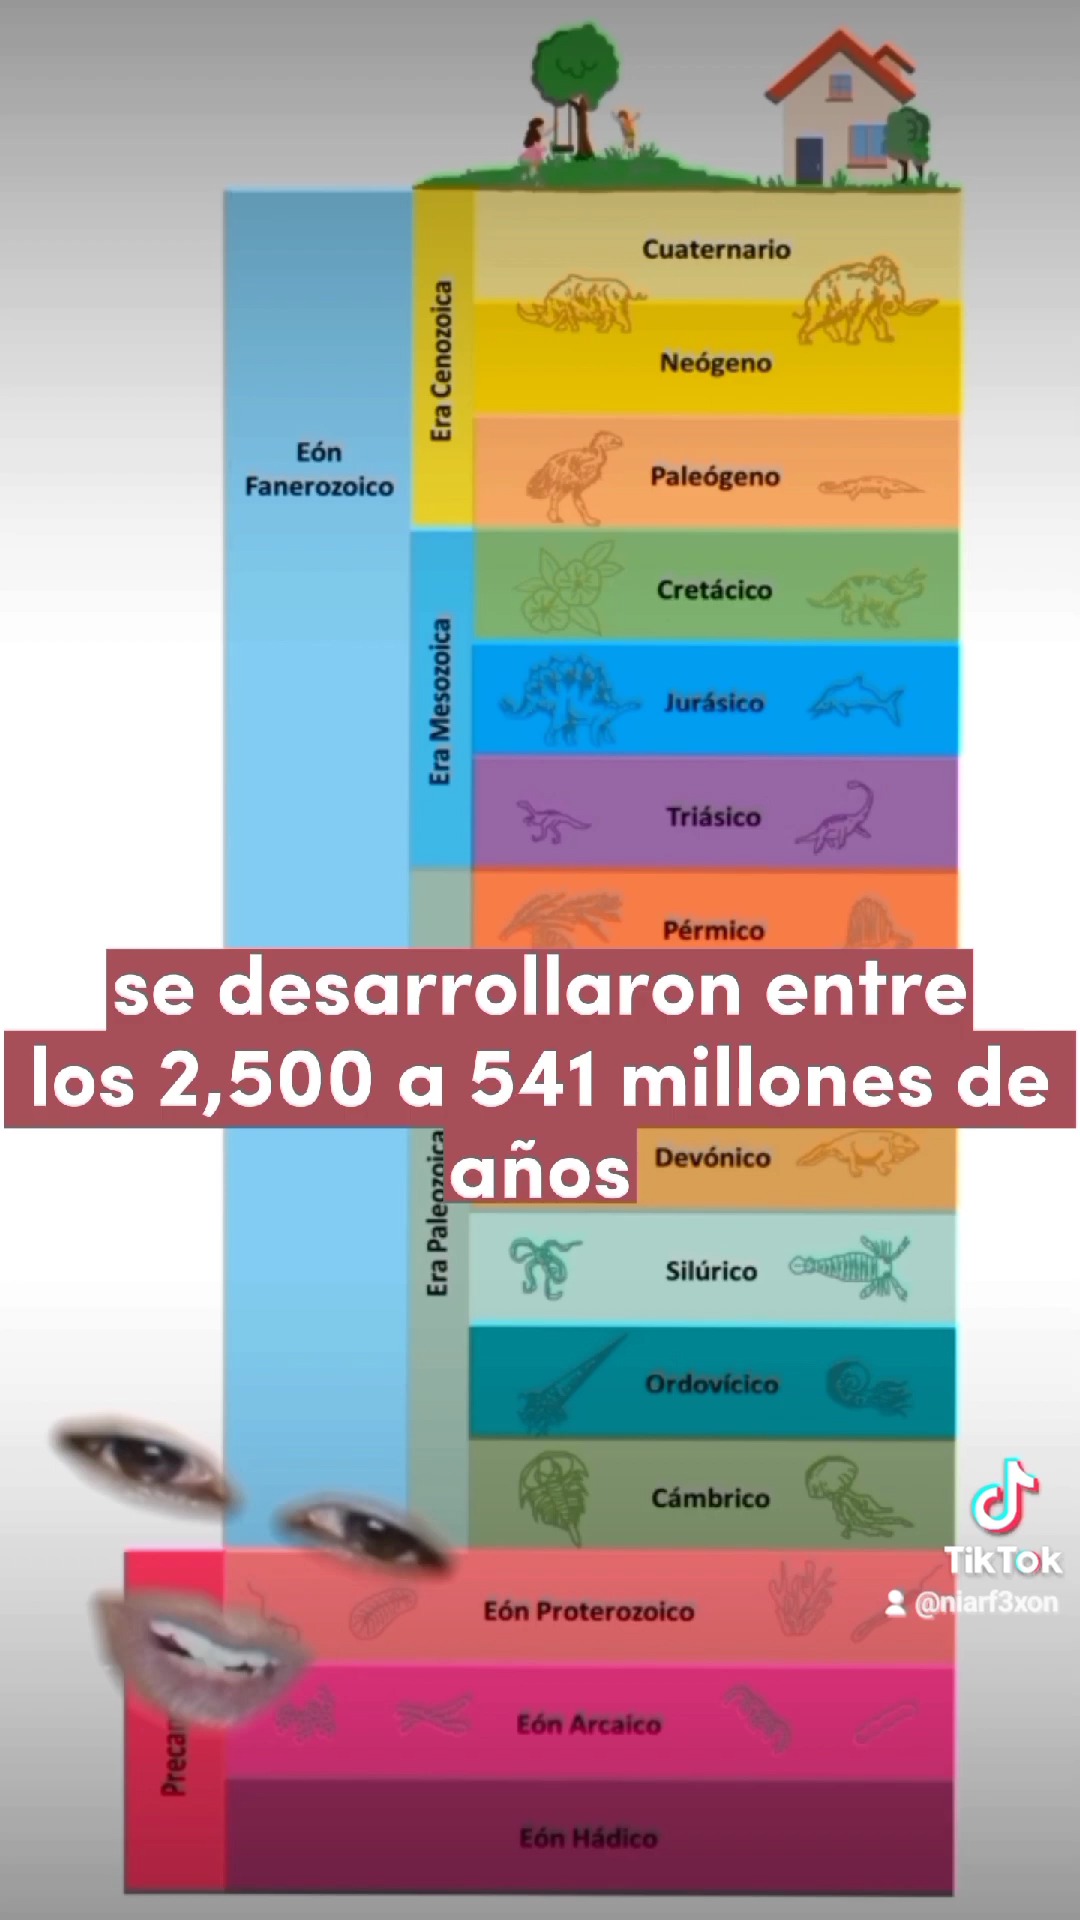 Cuaternario
Neógeno
Era Cenozoica
Eón
Fanerozoico
Paleógeno
Cretácico
Jurásico
Era Mesozoica
Triásico
Pérmico
se desarrollaron entre
los 2,500 a 541 millones de
años
Devónico
Era Paleozoica
Silúrico
Ordovícico
Cámbrico
TikTok
@niarf3xon
Eón Proterozoico
Eón Arcaico
Precam
Eón Hádico